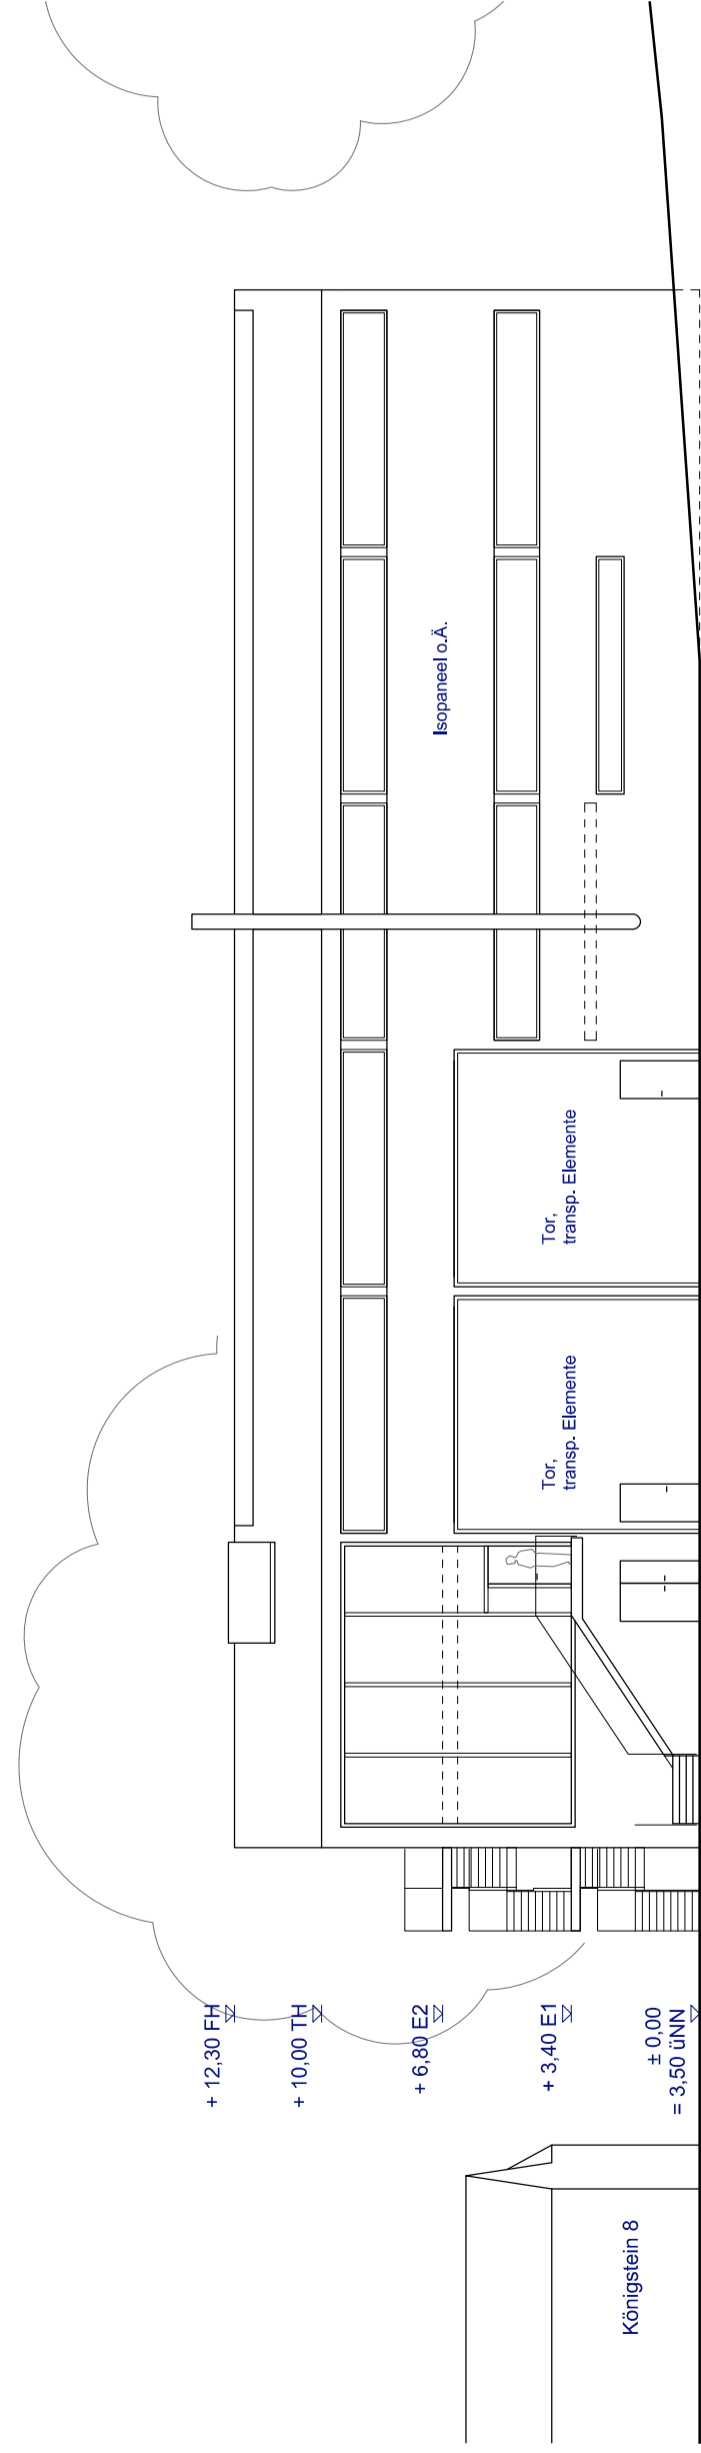 Königstein 8
+ 12,30 FH
+ 10,00 TH
+ 6,80 E2
+ 3,40 E1
± 0,00
= 3,50 üNN
Tor,
transp. Elemente
Tor,
transp. Elemente
Isopaneel o.Ä.